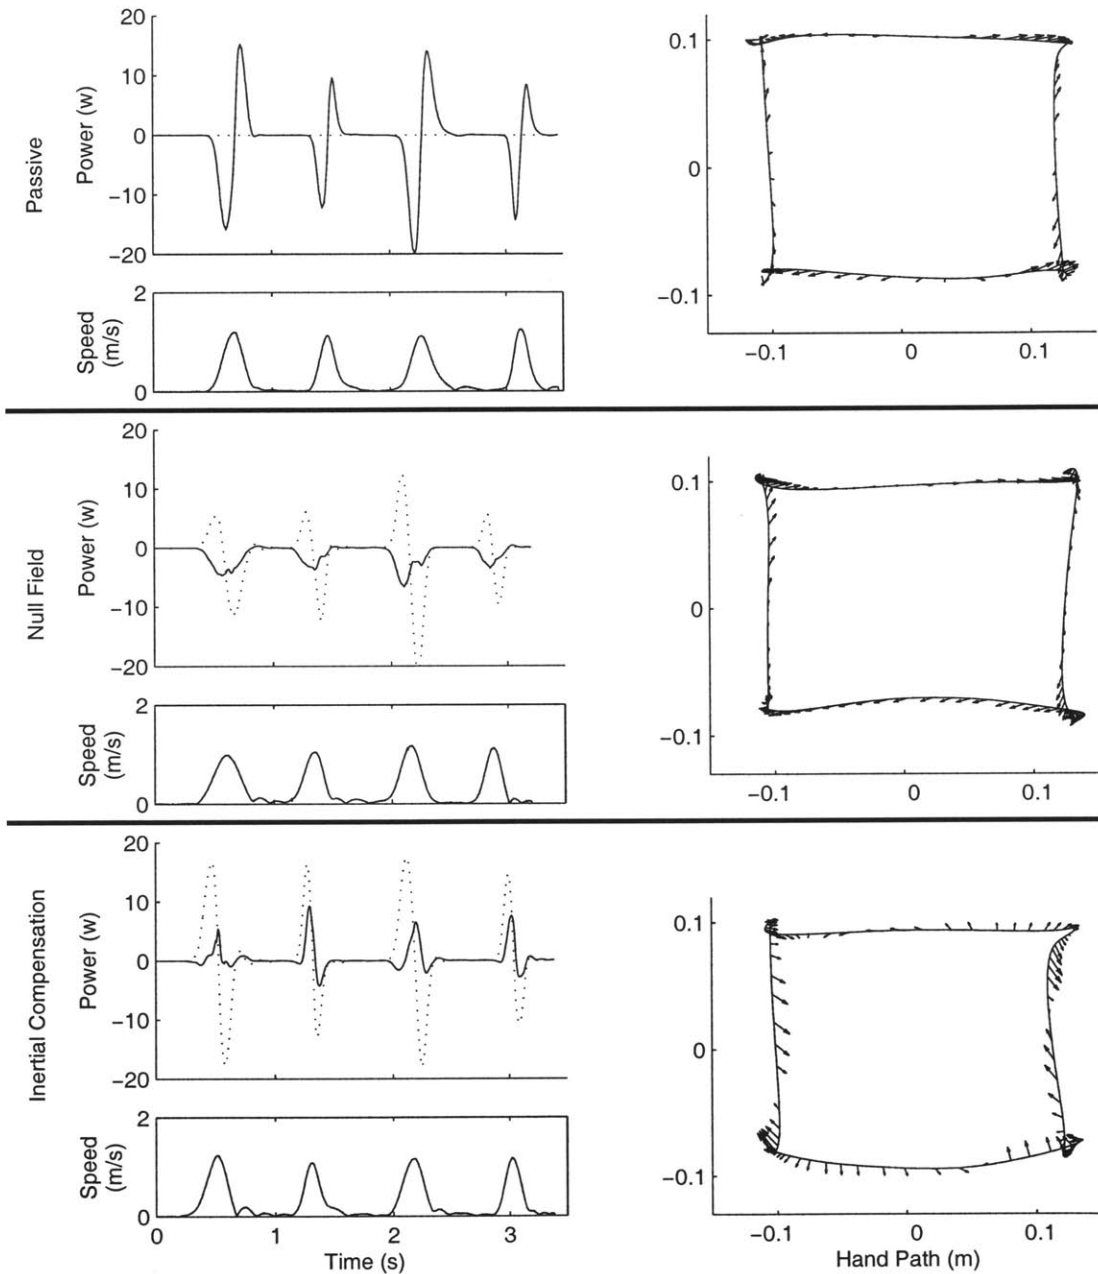 Passive
Power (w)
20
10
0
−10
−20
Speed
(m/s)
2
0
0.1
0
−0.1
−0.1 0 0.1
Null Field
Power (w)
20
10
0
−10
−20
Speed
(m/s)
2
0
0.1
0
−0.1
−0.1 0 0.1
Inertial Compensation
Power (w)
20
10
0
−10
−20
Speed
(m/s)
2
0
0 1 2 3
Time (s)
0.1
0
−0.1
−0.1 0 0.1
Hand Path (m)